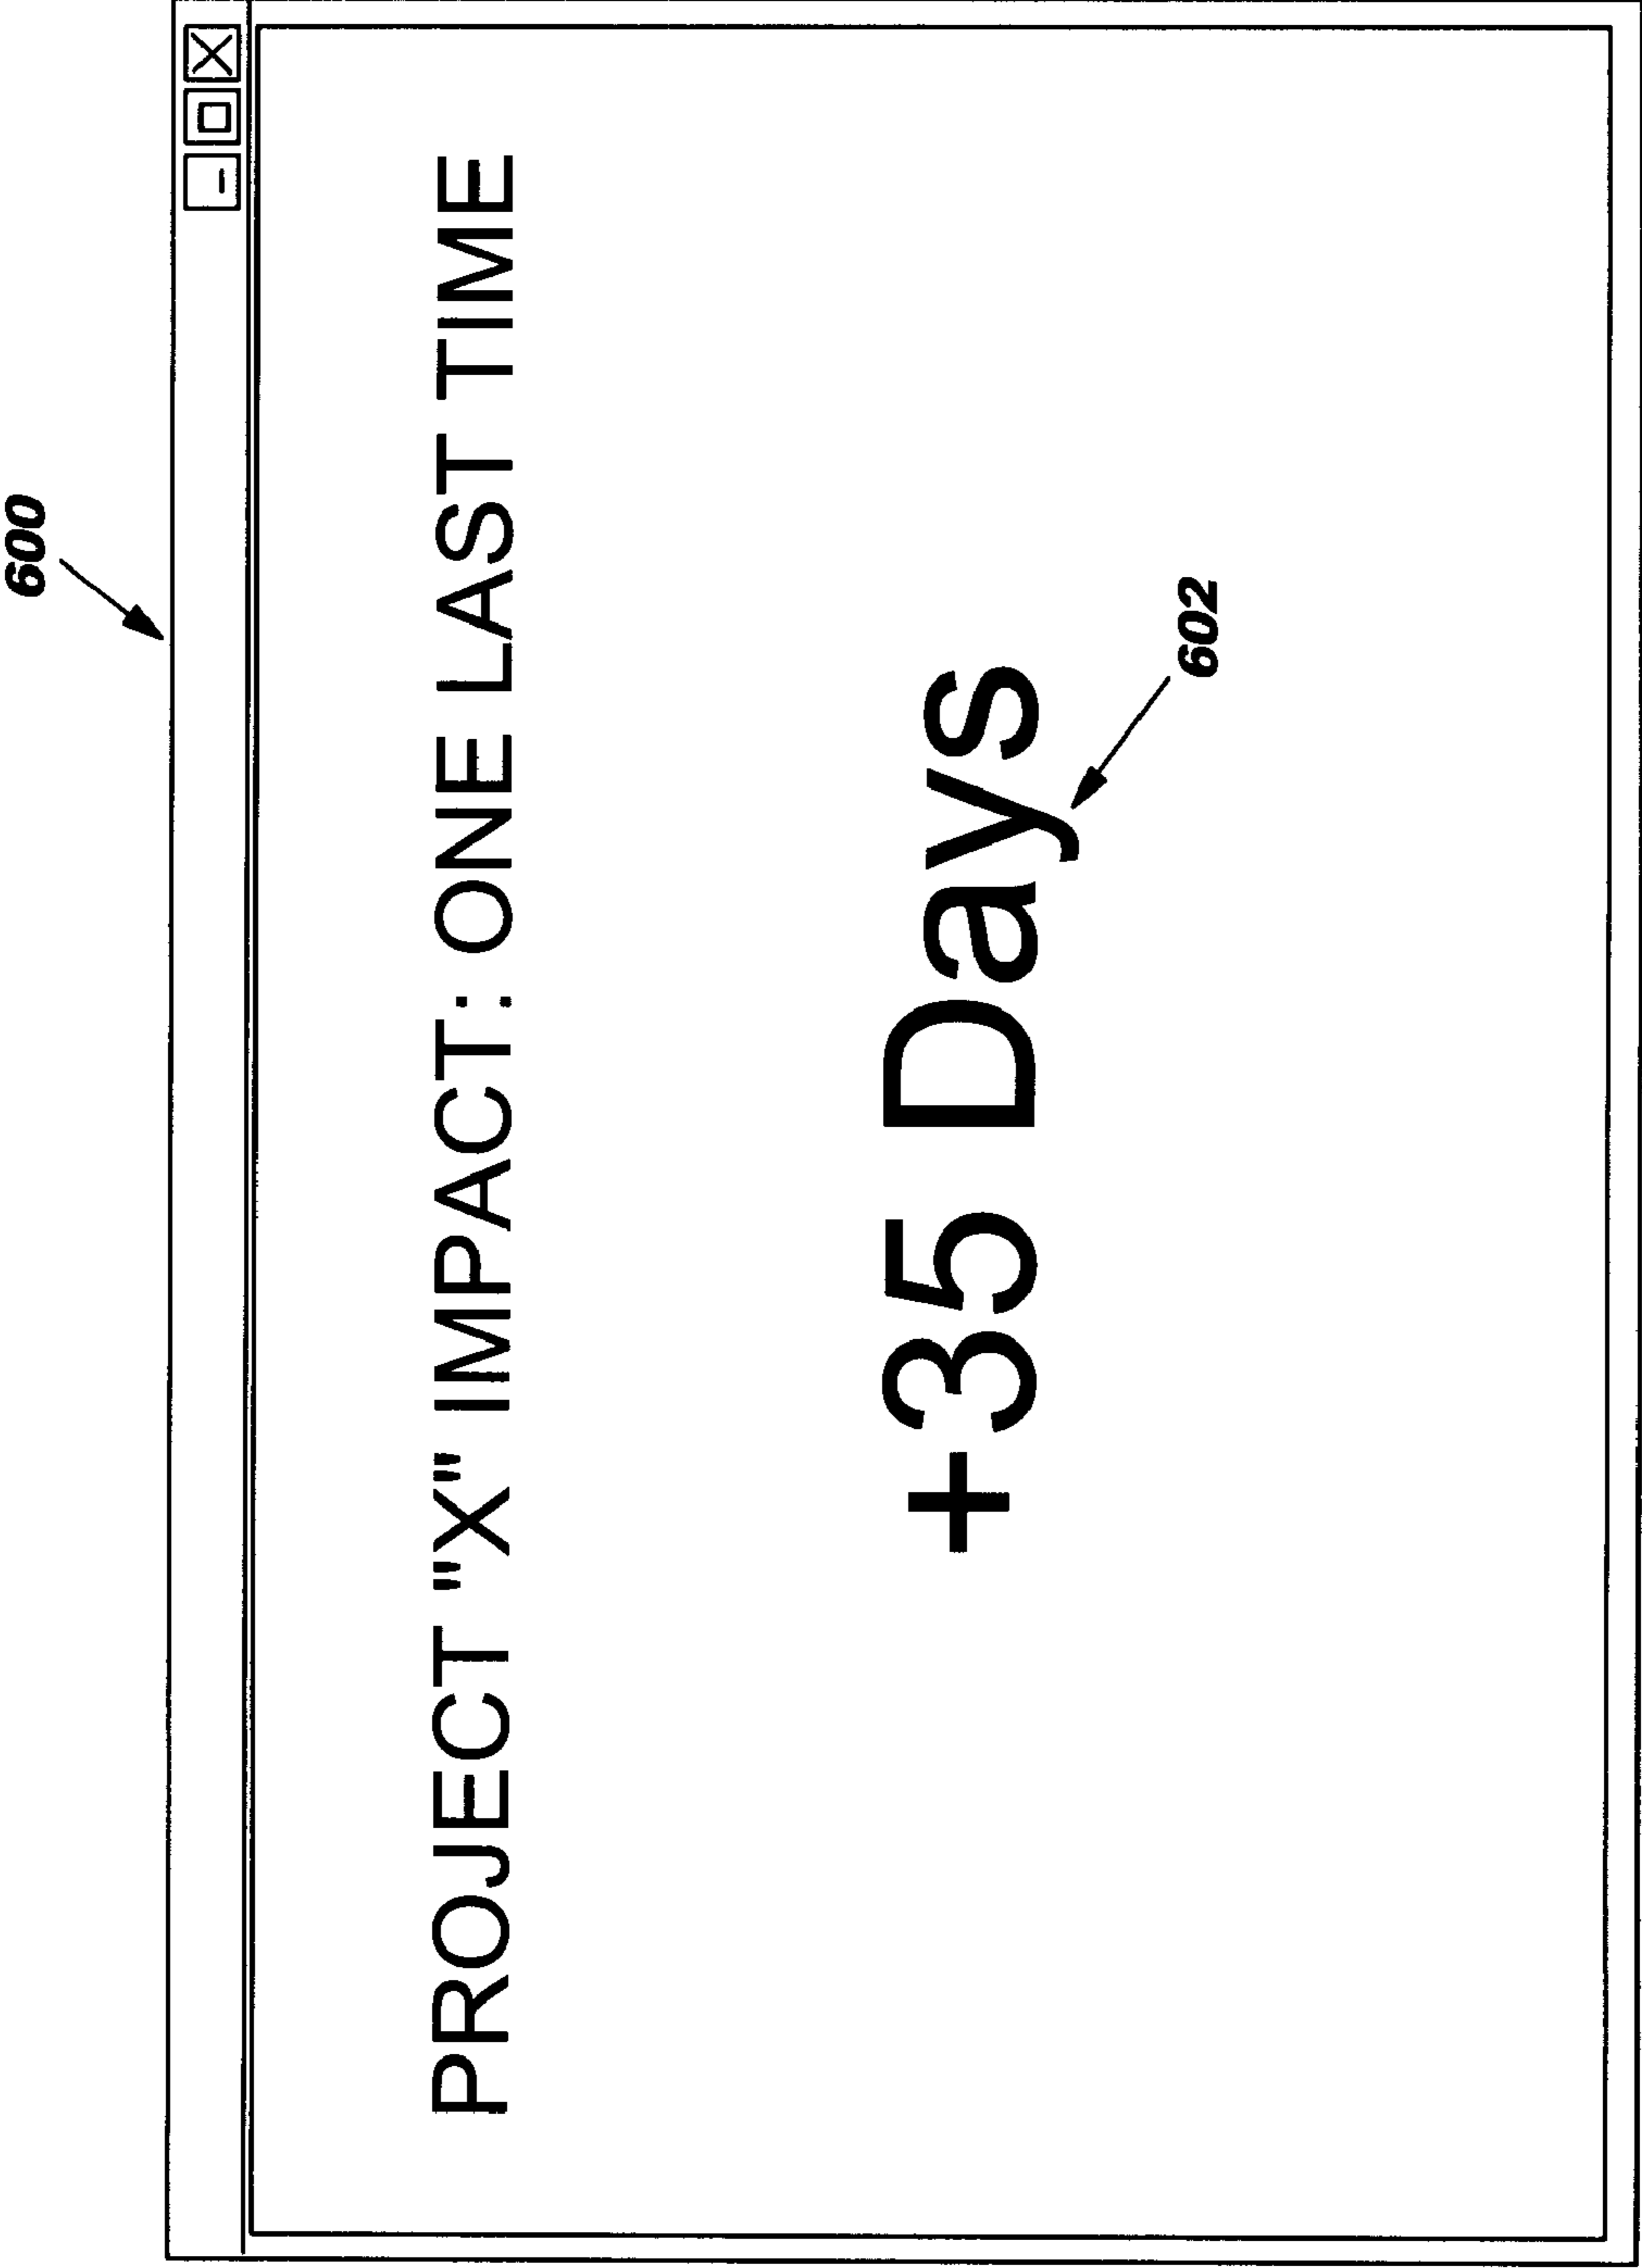 600
PROJECT "X" IMPACT: ONE LAST TIME
+35 Days
602